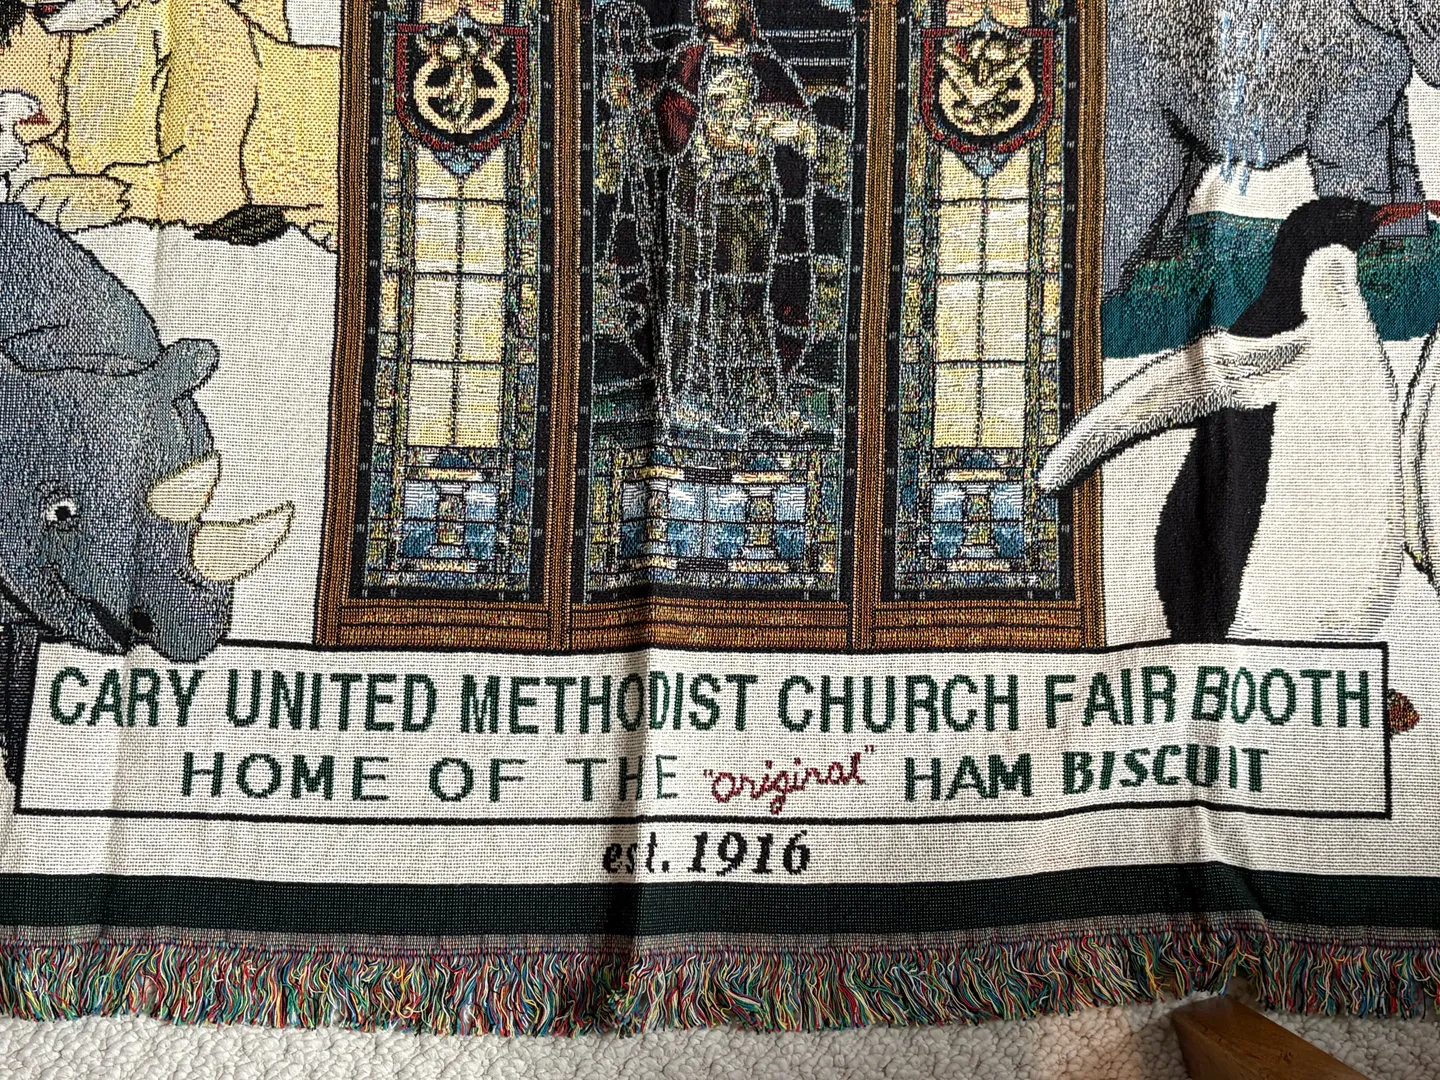 CARY UNITED METHODIST CHURCH FAIR BOOTH
HOME OF THE "original" HAM BISCUIT
est. 1916